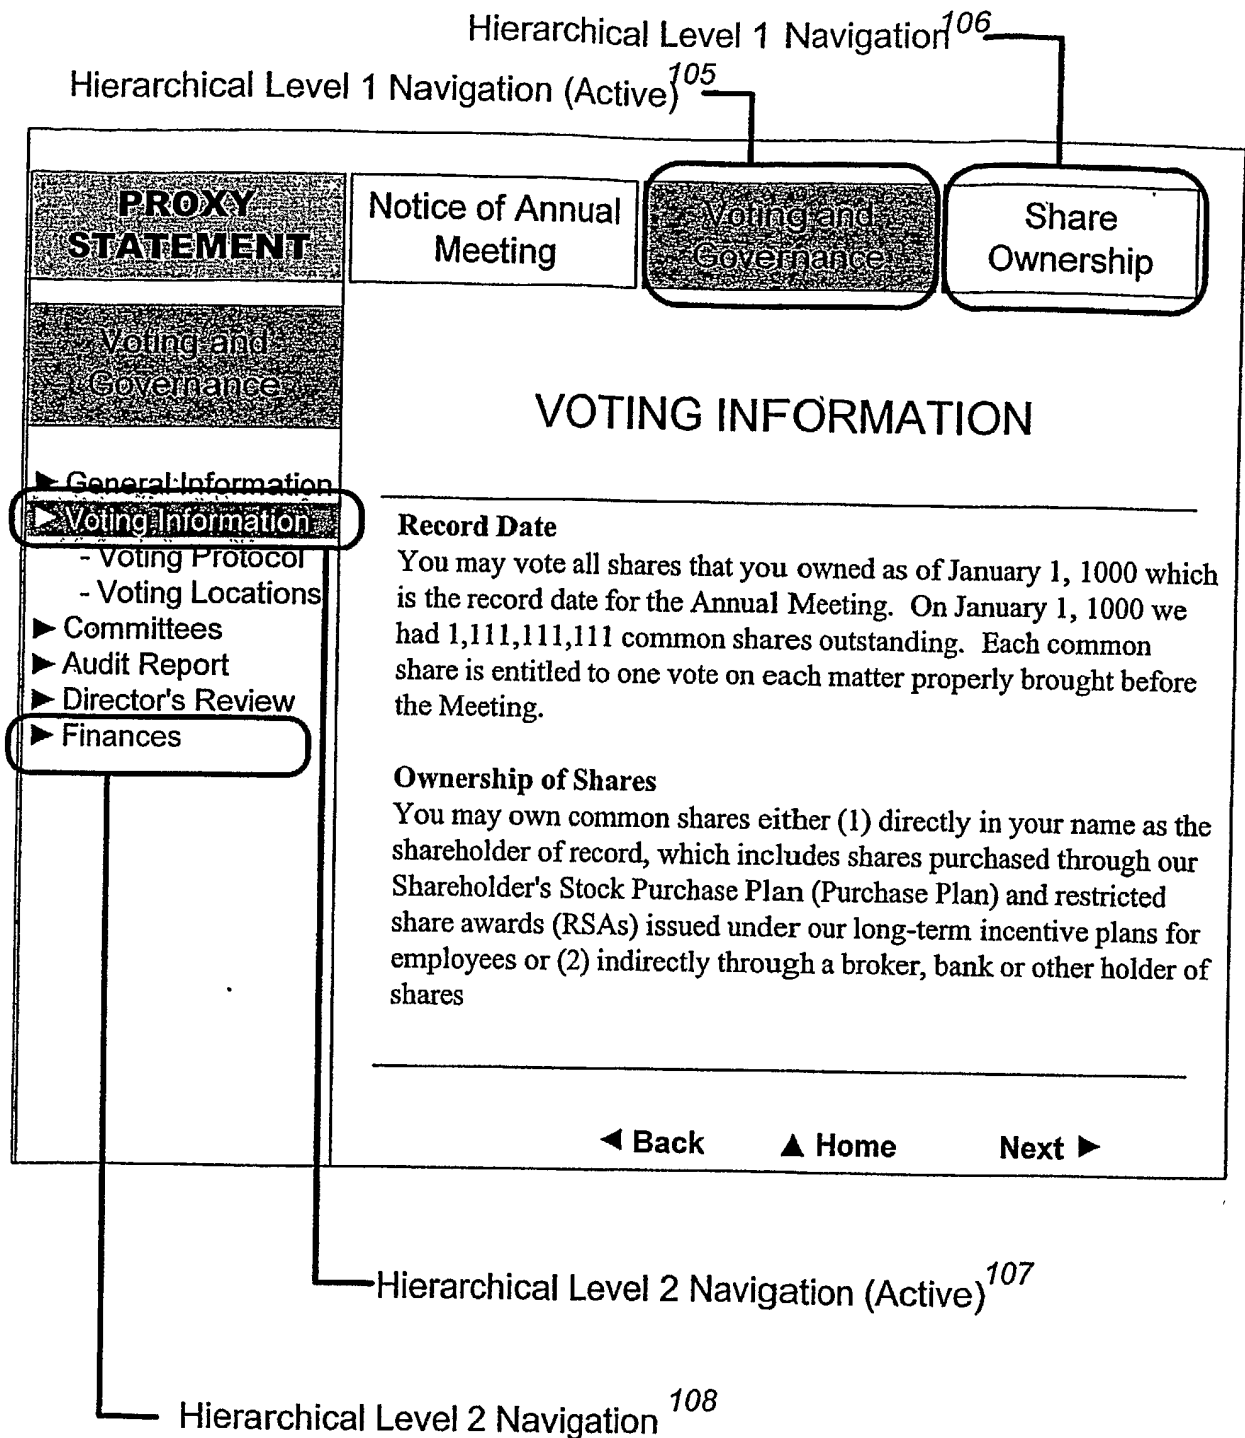 Hierarchical Level 1 Navigation 106
Hierarchical Level 1 Navigation (Active) 105
PROXY
STATEMENT
Notice of Annual
Meeting
Voting and
Governance
Share
Ownership
Voting and
Governance
► General Information
► Voting Information
- Voting Protocol
- Voting Locations
► Committees
► Audit Report
► Director's Review
► Finances
VOTING INFORMATION
Record Date
You may vote all shares that you owned as of January 1, 1000 which
is the record date for the Annual Meeting. On January 1, 1000 we
had 1,111,111,111 common shares outstanding. Each common
share is entitled to one vote on each matter properly brought before
the Meeting.
Ownership of Shares
You may own common shares either (1) directly in your name as the
shareholder of record, which includes shares purchased through our
Shareholder's Stock Purchase Plan (Purchase Plan) and restricted
share awards (RSAs) issued under our long-term incentive plans for
employees or (2) indirectly through a broker, bank or other holder of
shares
◄ Back ▲ Home Next ►
Hierarchical Level 2 Navigation (Active) 107
Hierarchical Level 2 Navigation 108